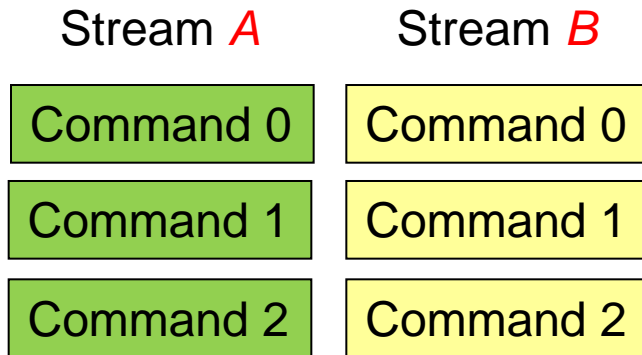 Stream A Stream B
Command 0 Command 0
Command 1 Command 1
Command 2 Command 2